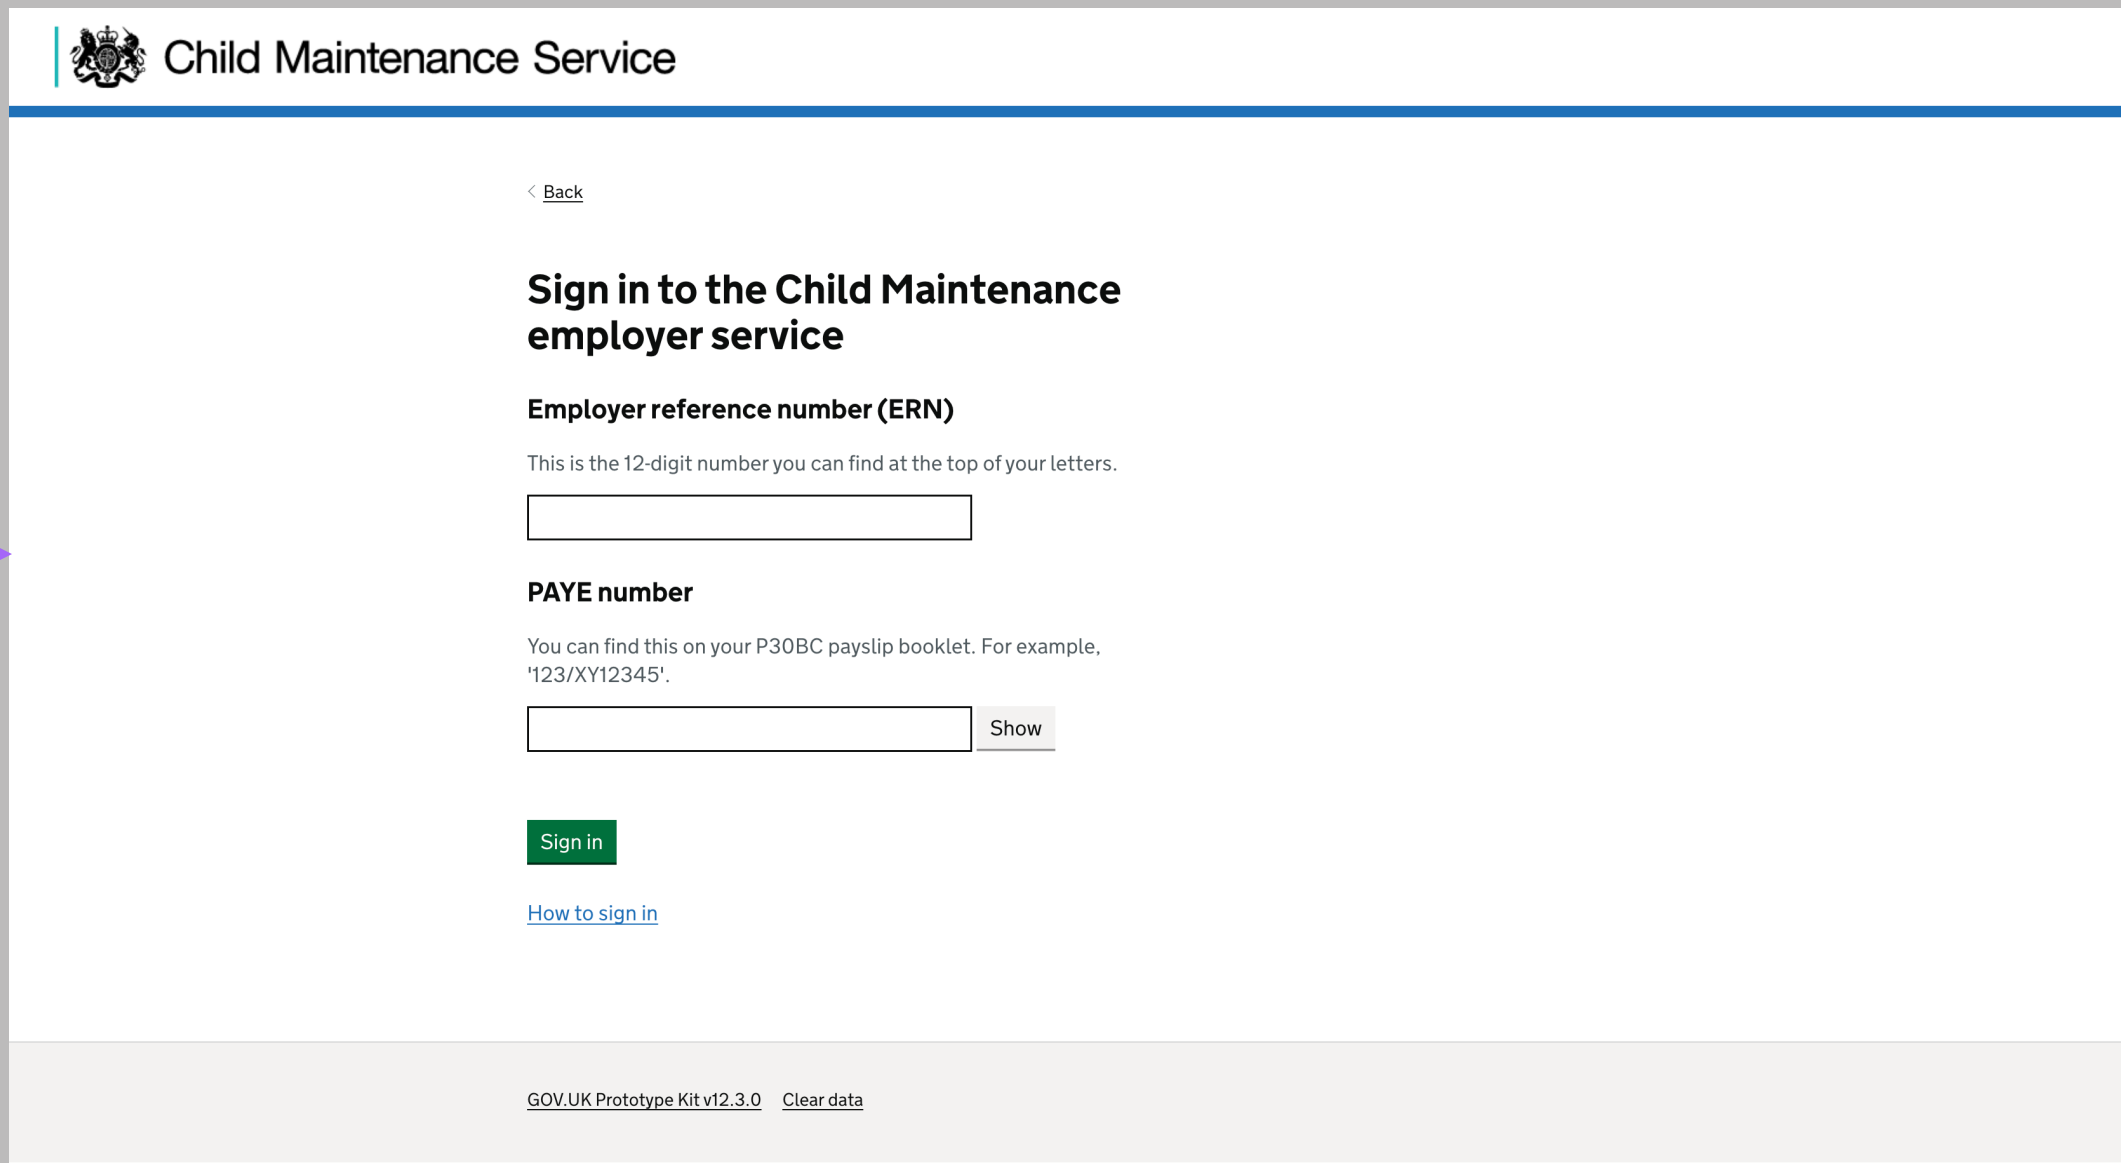 Child Maintenance Service
Back
Sign in to the Child Maintenance
employer service
Employer reference number (ERN)
This is the 12-digit number you can find at the top of your letters.
PAYE number
You can find this on your P30BC payslip booklet. For example,
'123/XY12345'.
Show
Sign in
How to sign in
GOV.UK Prototype Kit v12.3.0 Clear data